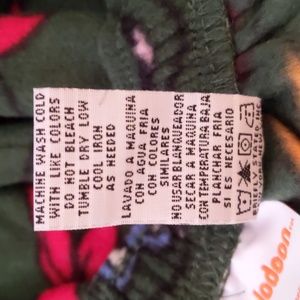 MACHINE WASH COLD
WITH LIKE COLORS
DO NOT BLEACH
TUMBLE DRY LOW
COOL IRON
AS NEEDED
LAVADO A MAQUINA
CON AGUA FRIA
CON COLORES
SIMILARES
NO USAR BLANQUEADOR
SECAR A MAQUINA
CON TEMPERATURA BAJA
PLANCHAR FRIA
SI ES NECESARIO